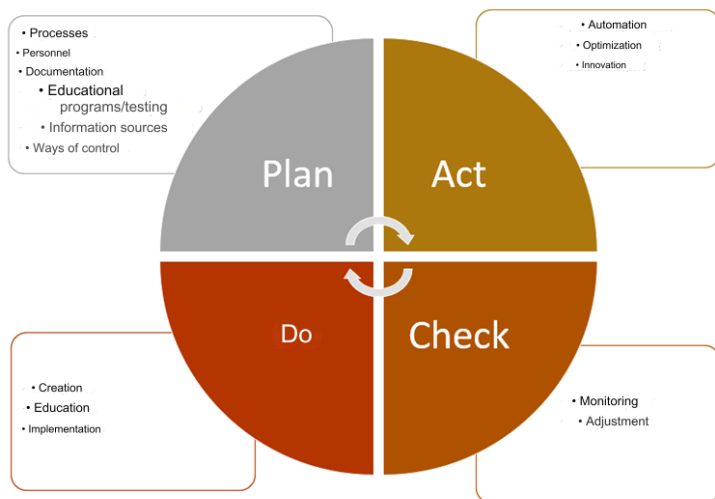 • Processes
• Personnel
• Documentation
• Educational
programs/testing
• Information sources
• Ways of control
• Automation
• Optimization
• Innovation
Plan
Act
Do
Check
• Creation
• Education
• Implementation
• Monitoring
• Adjustment